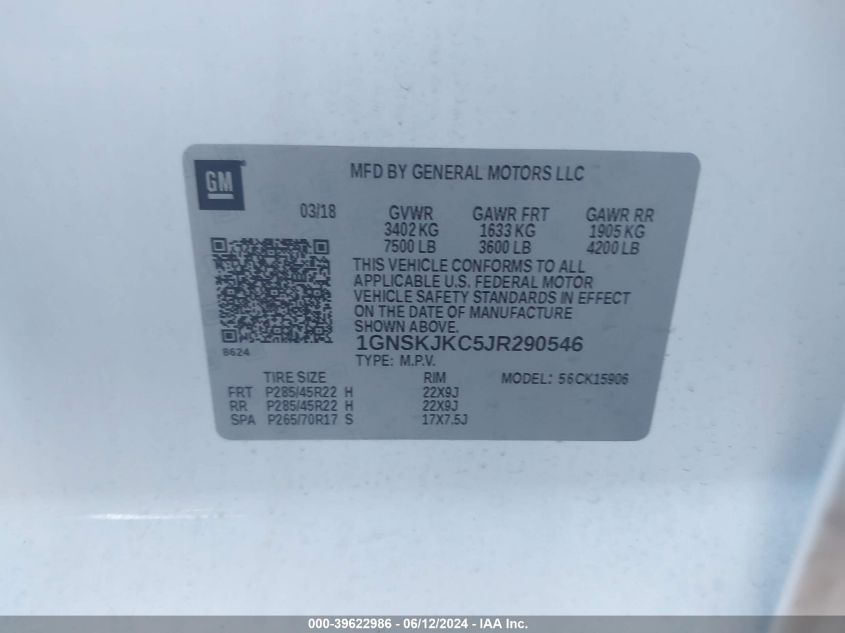 GM
MFD BY GENERAL MOTORS LLC
03/18 GVWR GAWR FRT GAWR RR
3402 KG 1633 KG 1905 KG
7500 LB 3600 LB 4200 LB
THIS VEHICLE CONFORMS TO ALL
APPLICABLE U.S. FEDERAL MOTOR
VEHICLE SAFETY STANDARDS IN EFFECT
ON THE DATE OF MANUFACTURE
SHOWN ABOVE.
8624
1GNSKJKC5JR290546
TYPE: M.P.V.
TIRE SIZE RIM MODEL: 56CK15906
FRT P285/45R22 H 22X9J
RR P285/45R22 H 22X9J
SPA P265/70R17 S 17X7.5J
000-39622986 - 06/12/2024 - IAA Inc.